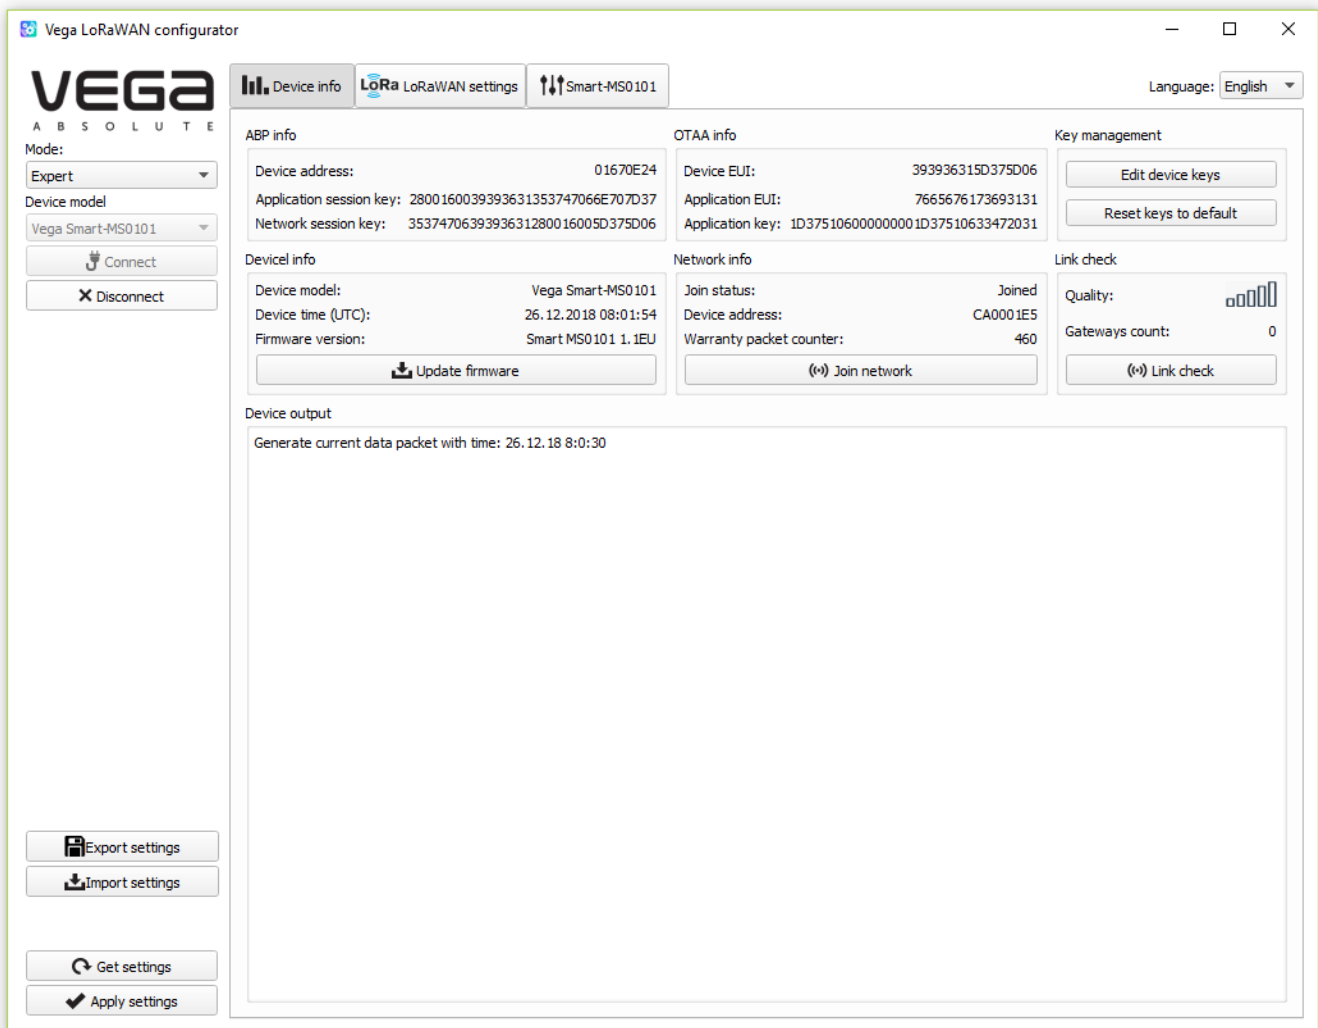 Vega LoRaWAN configurator
VEGA
ABSOLUTE
Mode:
Expert
Device model
Vega Smart-MS0101
Connect
Disconnect
Export settings
Import settings
Get settings
Apply settings
Device info
LoRa LoRaWAN settings
Smart-MS0101
Language: English
ABP info
Device address: 01670E24
Application session key: 2800160039393631353747066E707D37
Network session key: 3537470639393631280016005D375D06
OTAA info
Device EUI: 393936315D375D06
Application EUI: 7665676173693131
Application key: 1D375106000000001D37510633472031
Key management
Edit device keys
Reset keys to default
Devicel info
Device model: Vega Smart-MS0101
Device time (UTC): 26.12.2018 08:01:54
Firmware version: Smart MS0101 1.1EU
Update firmware
Network info
Join status: Joined
Device address: CA0001E5
Warranty packet counter: 460
Join network
Link check
Quality:
Gateways count: 0
Link check
Device output
Generate current data packet with time: 26.12.18 8:0:30